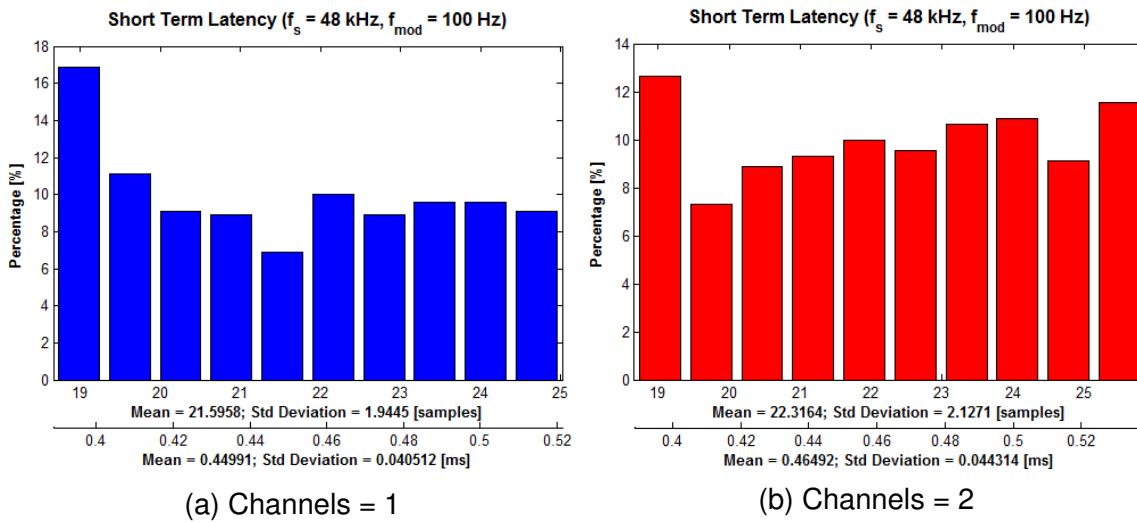 Short Term Latency (fs = 48 kHz, fmod = 100 Hz)
Percentage [%]
18
16
14
12
10
8
6
4
2
0
19 20 21 22 23 24 25
Mean = 21.5958; Std Deviation = 1.9445 [samples]
0.4 0.42 0.44 0.46 0.48 0.5 0.52
Mean = 0.44991; Std Deviation = 0.040512 [ms]
(a) Channels = 1
Short Term Latency (fs = 48 kHz, fmod = 100 Hz)
Percentage [%]
14
12
10
8
6
4
2
0
19 20 21 22 23 24 25
Mean = 22.3164; Std Deviation = 2.1271 [samples]
0.4 0.42 0.44 0.46 0.48 0.5 0.52
Mean = 0.46492; Std Deviation = 0.044314 [ms]
(b) Channels = 2